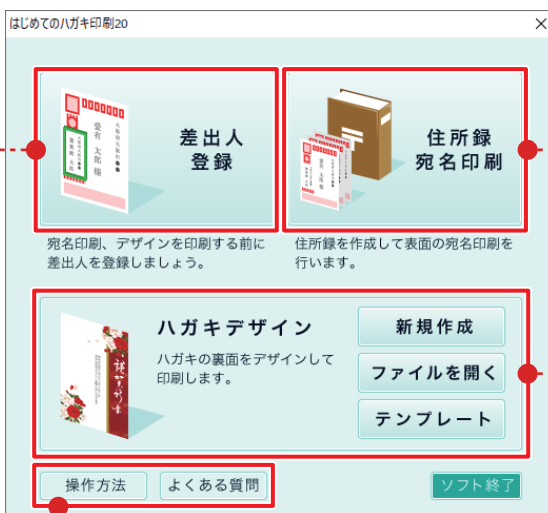 はじめてのハガキ印刷20
差出人
登録
住所録
宛名印刷
宛名印刷、デザインを印刷する前に
差出人を登録しましょう。
住所録を作成して表面の宛名印刷を
行います。
ハガキデザイン
ハガキの裏面をデザインして
印刷します。
新規作成
ファイルを開く
テンプレート
操作方法
よくある質問
ソフト終了
愛有 太郎 様